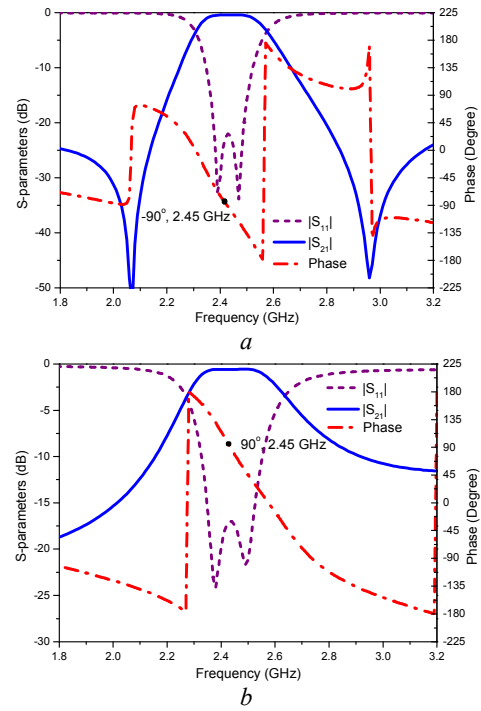 0
-10
-20
-30
-40
-50
S-parameters (dB)
225
180
135
90
45
0
-45
-90
-135
-180
-225
Phase (Degree)
-90°, 2.45 GHz
|S11|
|S21|
Phase
1.8 2.0 2.2 2.4 2.6 2.8 3.0 3.2
Frequency (GHz)
a
0
-5
-10
-15
-20
-25
-30
S-parameters (dB)
225
180
135
90
45
0
-45
-90
-135
-180
-225
Phase (Degree)
|S11|
|S21|
Phase
90°, 2.45 GHz
1.8 2.0 2.2 2.4 2.6 2.8 3.0 3.2
Frequency (GHz)
b